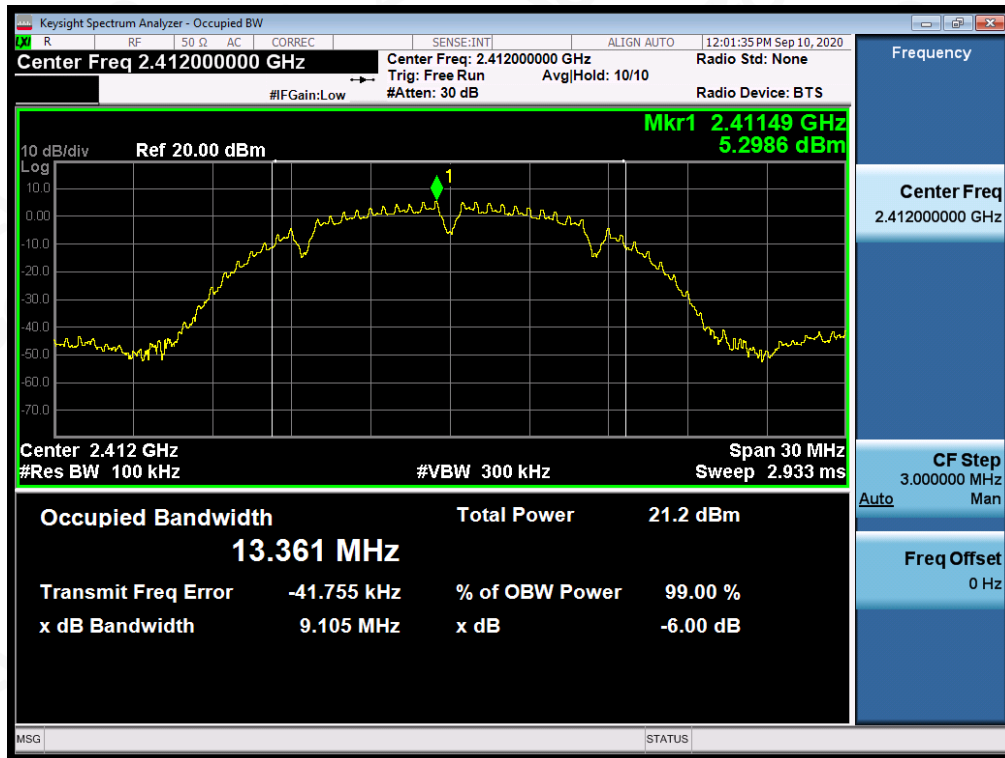 Keysight Spectrum Analyzer - Occupied BW
LXI R RF 50 Ω AC CORREC SENSE:INT ALIGN AUTO 12:01:35 PM Sep 10, 2020
Center Freq 2.412000000 GHz
Center Freq: 2.412000000 GHz
Radio Std: None
Trig: Free Run Avg|Hold: 10/10
#IFGain:Low
#Atten: 30 dB
Radio Device: BTS
Mkr1 2.41149 GHz
5.2986 dBm
10 dB/div Ref 20.00 dBm
Log
1
10.0
0.00
-10.0
-20.0
-30.0
-40.0
-50.0
-60.0
-70.0
Center 2.412 GHz Span 30 MHz
#Res BW 100 kHz #VBW 300 kHz Sweep 2.933 ms
Occupied Bandwidth Total Power 21.2 dBm
13.361 MHz
Transmit Freq Error -41.755 kHz % of OBW Power 99.00 %
x dB Bandwidth 9.105 MHz x dB -6.00 dB
Frequency
Center Freq
2.412000000 GHz
CF Step
3.000000 MHz
Auto Man
Freq Offset
0 Hz
MSG STATUS